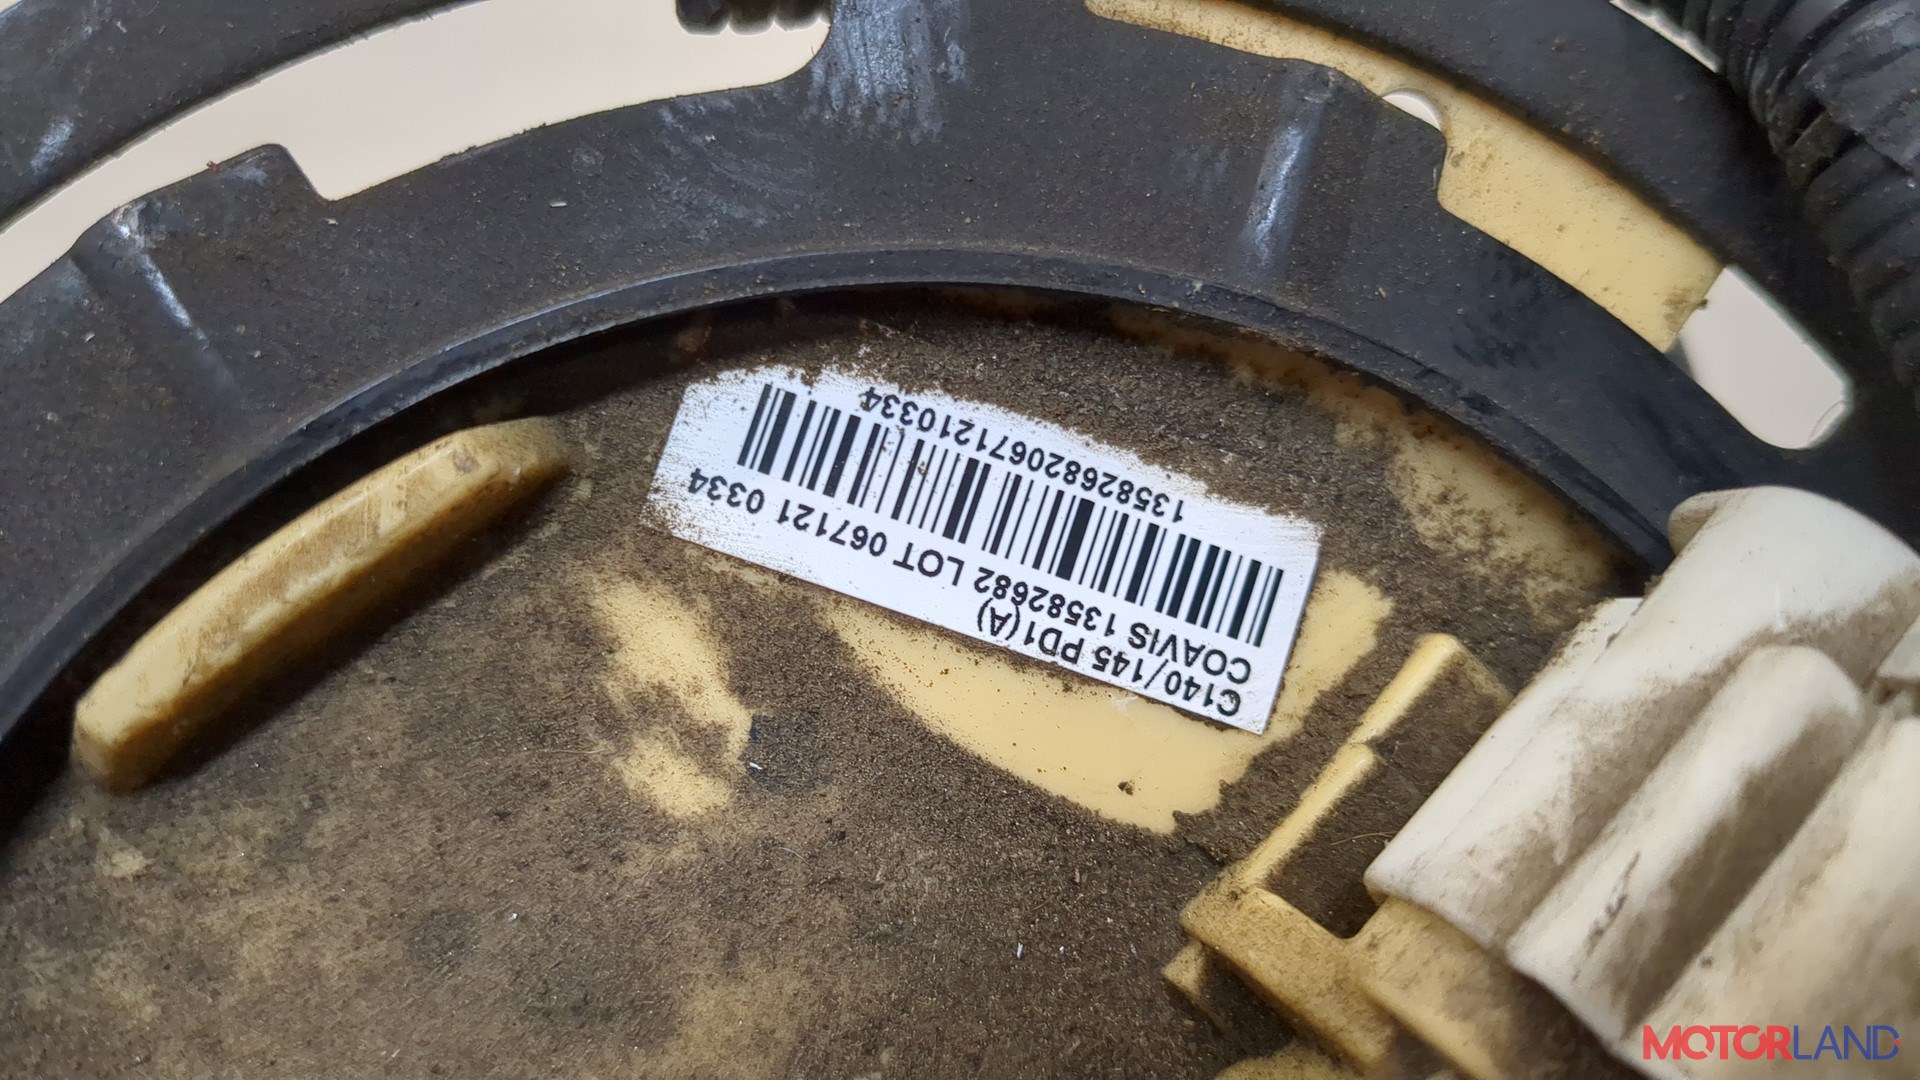 C140/145 PD1(A)
COAVIS 13582682 LOT 067121 0334
135826820671210334
MOTORLAND